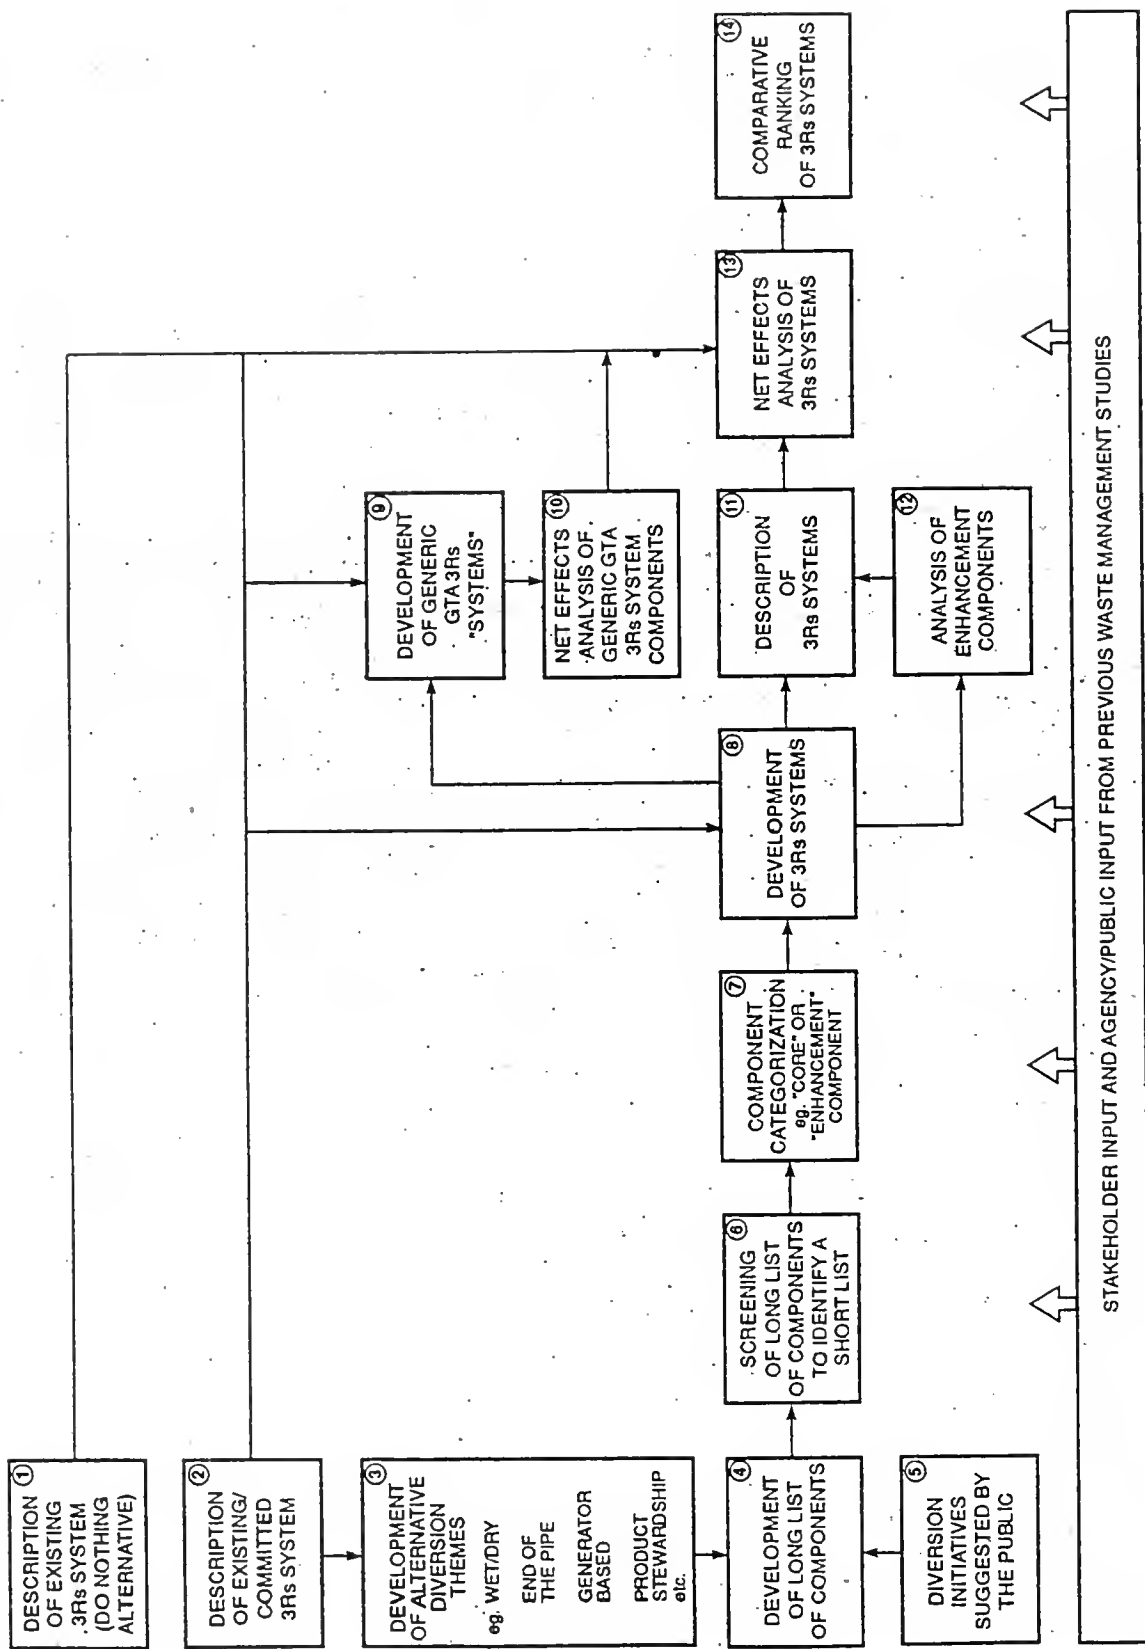 ①
DESCRIPTION
OF EXISTING
3Rs SYSTEM
(DO NOTHING
ALTERNATIVE)
②
DESCRIPTION
OF EXISTING/
COMMITTED
3Rs SYSTEM
③
DEVELOPMENT
OF ALTERNATIVE
DIVERSION
THEMES
eg. WET/DRY
END OF
THE PIPE
GENERATOR
BASED
PRODUCT
STEWARDSHIP
etc.
④
DEVELOPMENT
OF LONG LIST
OF COMPONENTS
⑤
DIVERSION
INITIATIVES
SUGGESTED BY
THE PUBLIC
⑥
SCREENING
OF LONG LIST
OF COMPONENTS
TO IDENTIFY A
SHORT LIST
⑦
COMPONENT
CATEGORIZATION
eg. "CORE" OR
"ENHANCEMENT"
COMPONENT
⑧
DEVELOPMENT
OF 3Rs SYSTEMS
⑨
DEVELOPMENT
OF GENERIC
GTA 3Rs
"SYSTEMS"
⑩
NET EFFECTS
ANALYSIS OF
GENERIC GTA
3Rs SYSTEM
COMPONENTS
⑪
DESCRIPTION
OF
3Rs SYSTEMS
⑫
ANALYSIS OF
ENHANCEMENT
COMPONENTS
⑬
NET EFFECTS
ANALYSIS OF
3Rs SYSTEMS
⑭
COMPARATIVE
RANKING
OF 3Rs SYSTEMS
STAKEHOLDER INPUT AND AGENCY/PUBLIC INPUT FROM PREVIOUS WASTE MANAGEMENT STUDIES